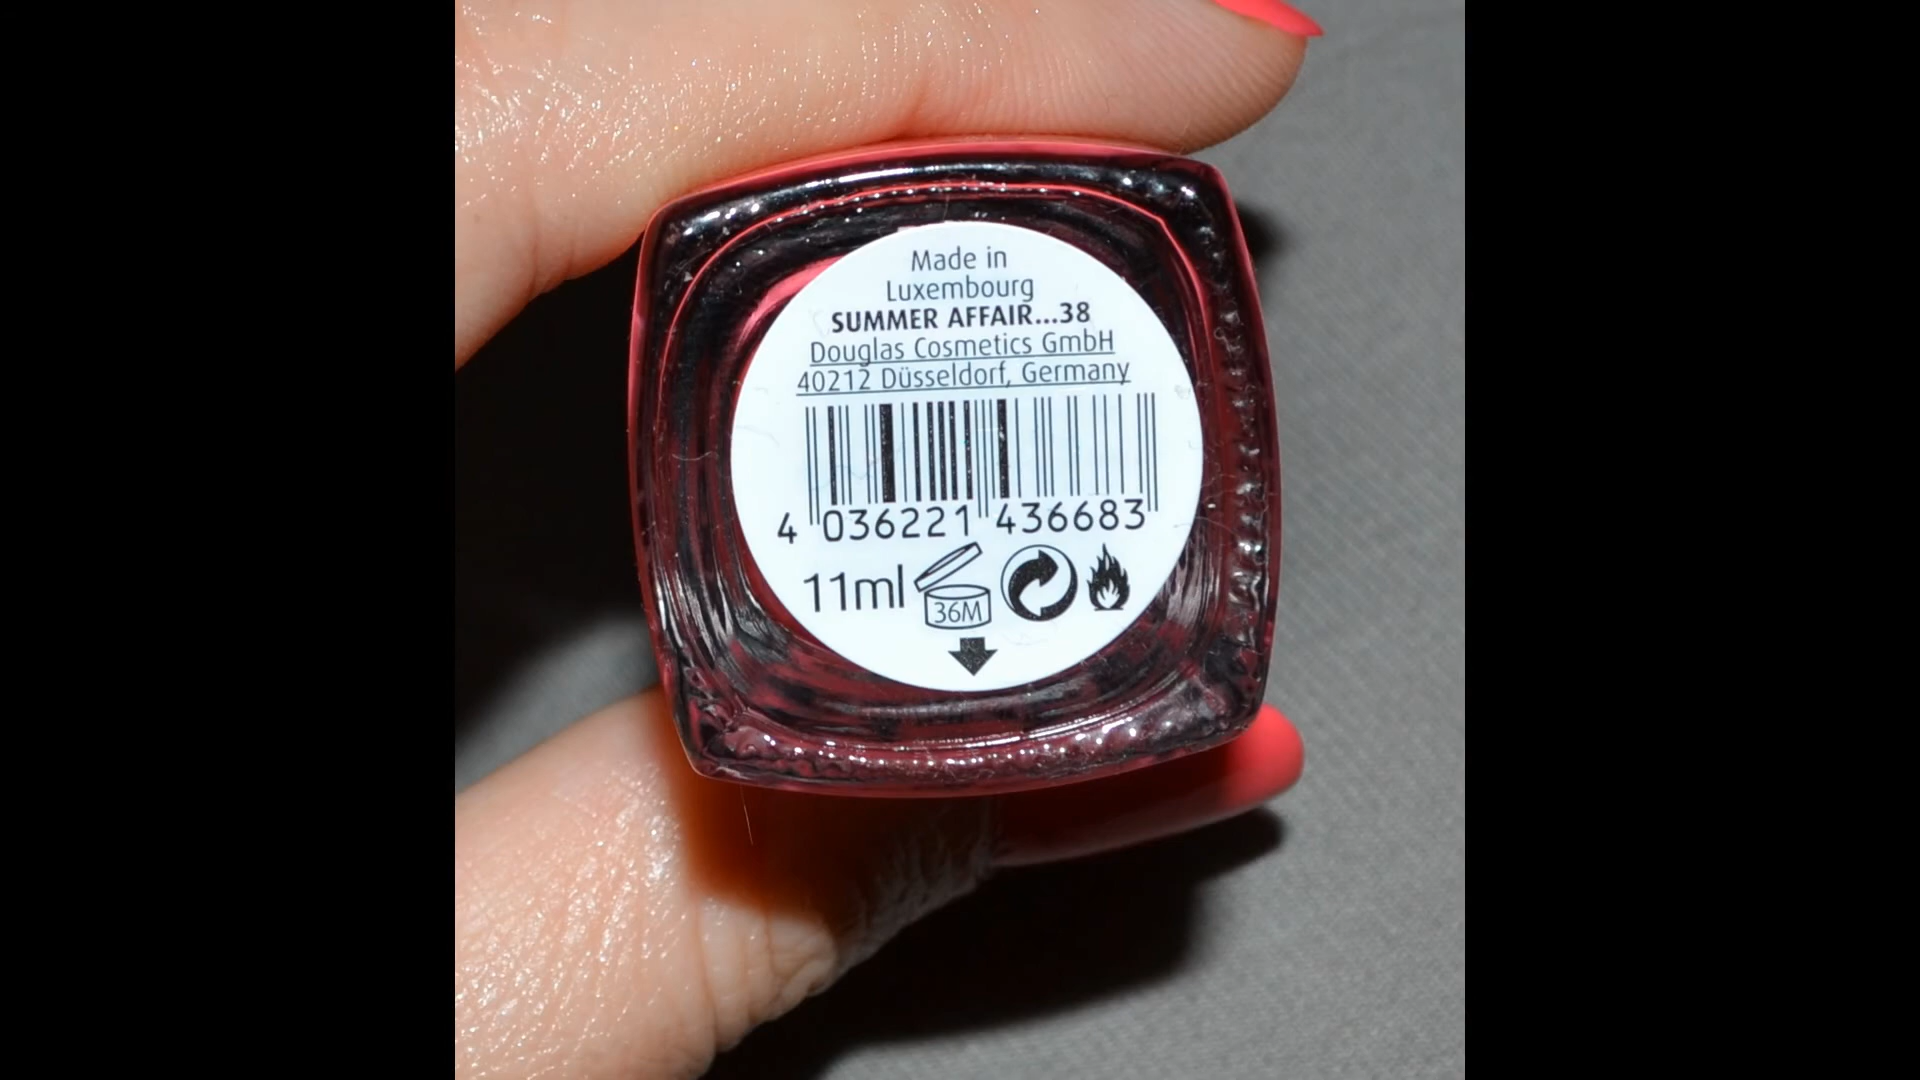 Made in
Luxembourg
SUMMER AFFAIR...38
Douglas Cosmetics GmbH
40212 Düsseldorf, Germany
4 036221 436683
11ml 36M